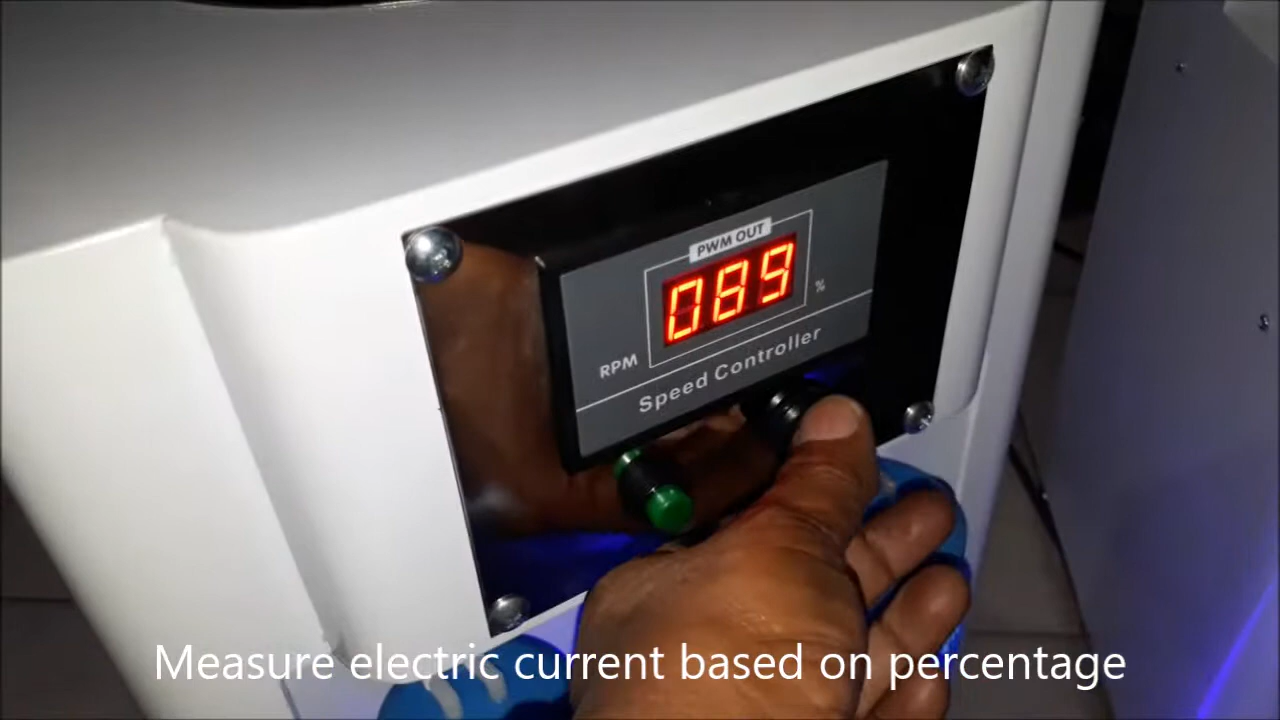 PWM OUT
089
%
RPM
Speed Controller
Measure electric current based on percentage